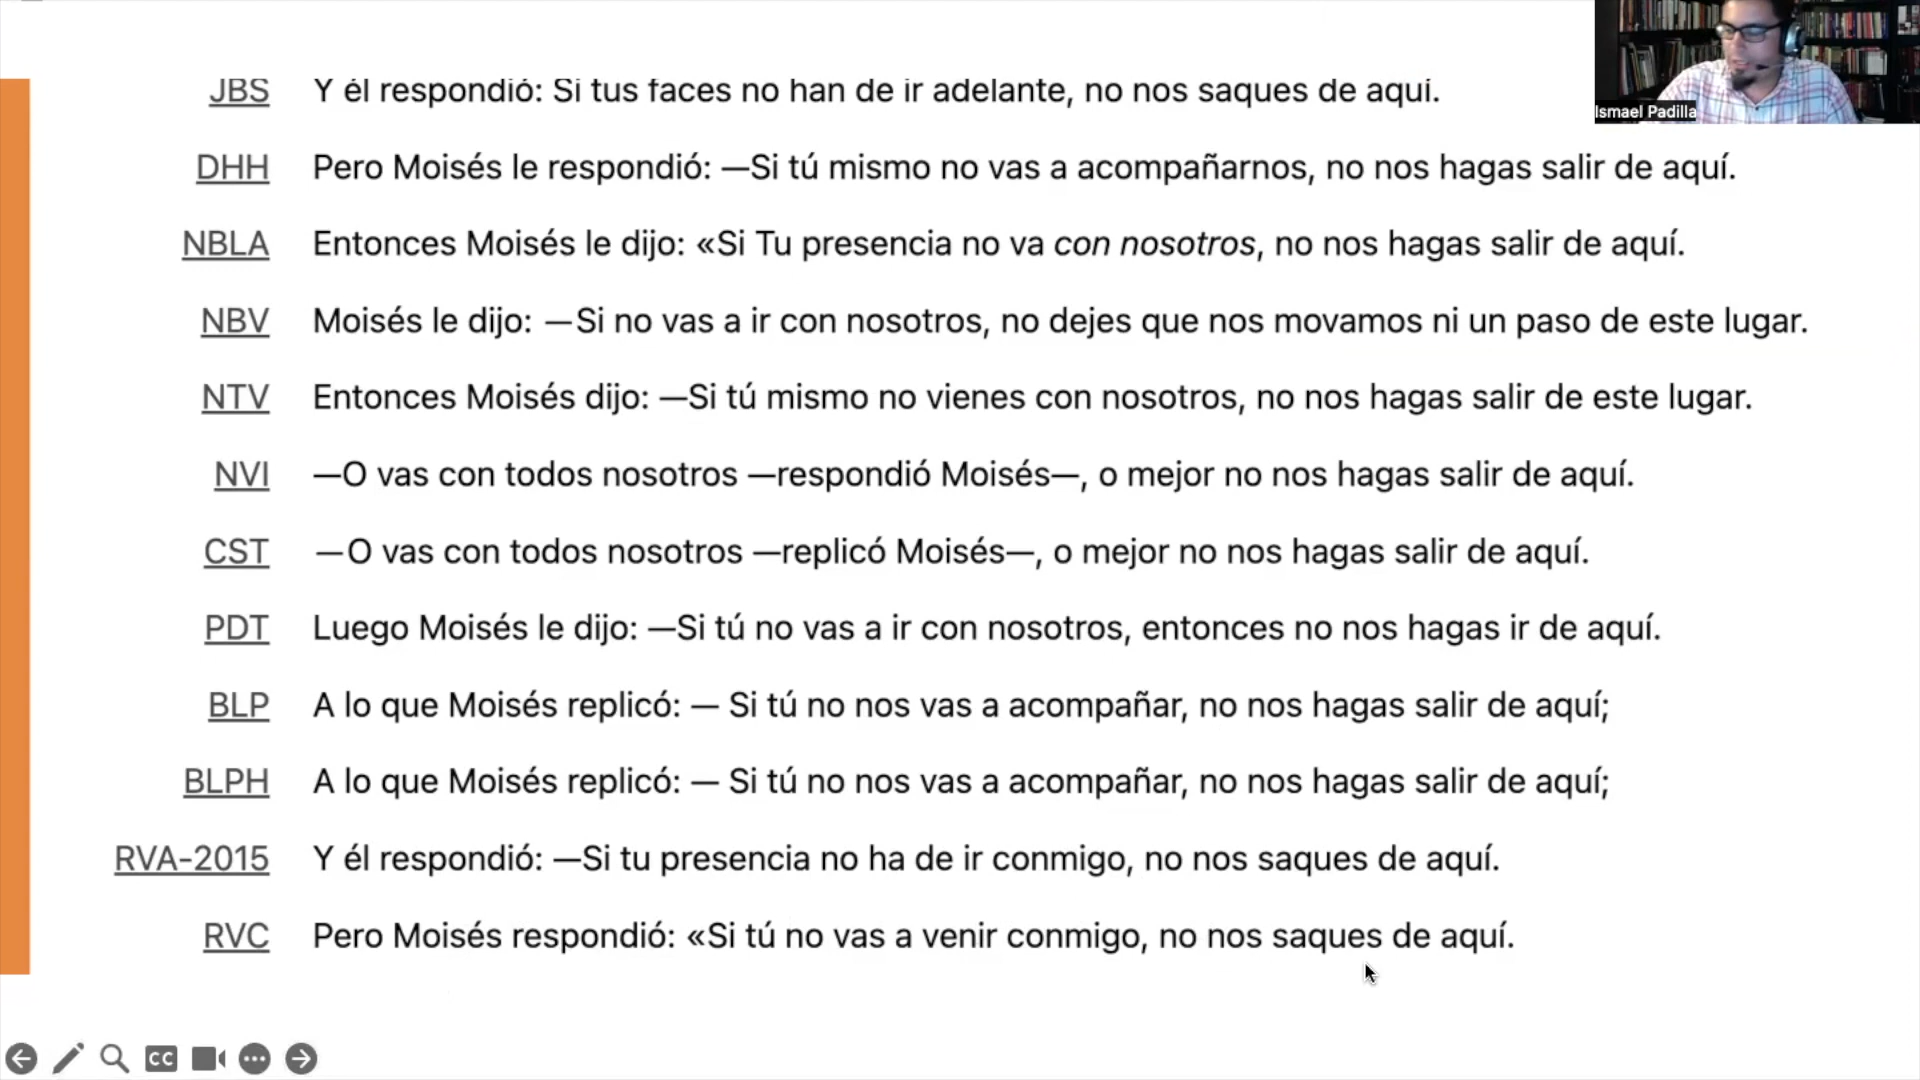 JBS Y él respondió: Si tus faces no han de ir adelante, no nos saques de aquí.
Ismael Padilla
DHH Pero Moisés le respondió: —Si tú mismo no vas a acompañarnos, no nos hagas salir de aquí.
NBLA Entonces Moisés le dijo: «Si Tu presencia no va con nosotros, no nos hagas salir de aquí.
NBV Moisés le dijo: —Si no vas a ir con nosotros, no dejes que nos movamos ni un paso de este lugar.
NTV Entonces Moisés dijo: —Si tú mismo no vienes con nosotros, no nos hagas salir de este lugar.
NVI —O vas con todos nosotros —respondió Moisés—, o mejor no nos hagas salir de aquí.
CST —O vas con todos nosotros —replicó Moisés—, o mejor no nos hagas salir de aquí.
PDT Luego Moisés le dijo: —Si tú no vas a ir con nosotros, entonces no nos hagas ir de aquí.
BLP A lo que Moisés replicó: — Si tú no nos vas a acompañar, no nos hagas salir de aquí;
BLPH A lo que Moisés replicó: — Si tú no nos vas a acompañar, no nos hagas salir de aquí;
RVA-2015 Y él respondió: —Si tu presencia no ha de ir conmigo, no nos saques de aquí.
RVC Pero Moisés respondió: «Si tú no vas a venir conmigo, no nos saques de aquí.
CC